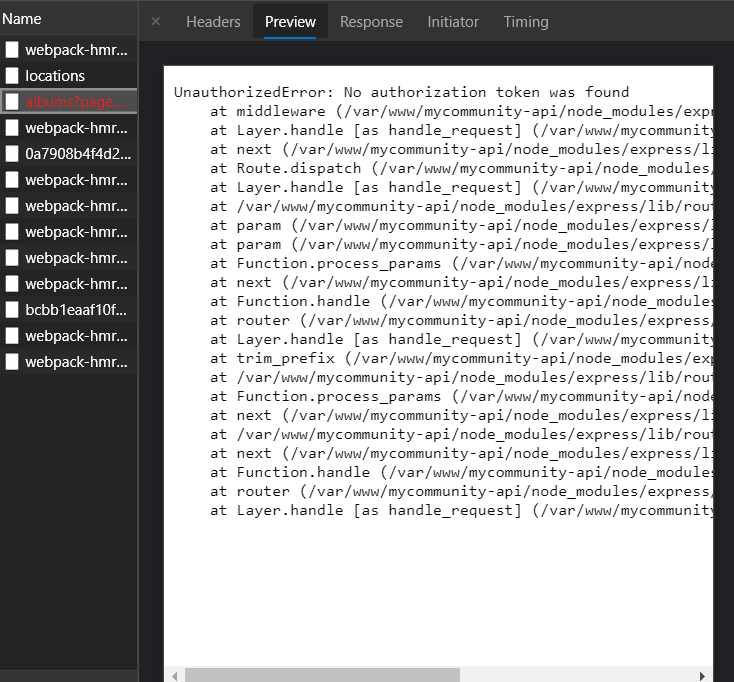 Name
× Headers Preview Response Initiator Timing
webpack-hmr...
locations
albums?page...
webpack-hmr...
0a7908b4f4d2...
webpack-hmr...
webpack-hmr...
webpack-hmr...
webpack-hmr...
webpack-hmr...
bcbb1eaaf10f...
webpack-hmr...
webpack-hmr...
UnauthorizedError: No authorization token was found
at middleware (/var/www/mycommunity-api/node_modules/expr
at Layer.handle [as handle_request] (/var/www/mycommunity
at next (/var/www/mycommunity-api/node_modules/express/li
at Route.dispatch (/var/www/mycommunity-api/node_modules/
at Layer.handle [as handle_request] (/var/www/mycommunity
at /var/www/mycommunity-api/node_modules/express/lib/rout
at param (/var/www/mycommunity-api/node_modules/express/l
at param (/var/www/mycommunity-api/node_modules/express/l
at Function.process_params (/var/www/mycommunity-api/node
at next (/var/www/mycommunity-api/node_modules/express/li
at Function.handle (/var/www/mycommunity-api/node_modules
at router (/var/www/mycommunity-api/node_modules/express/
at Layer.handle [as handle_request] (/var/www/mycommunity
at trim_prefix (/var/www/mycommunity-api/node_modules/exp
at /var/www/mycommunity-api/node_modules/express/lib/rout
at Function.process_params (/var/www/mycommunity-api/node
at next (/var/www/mycommunity-api/node_modules/express/li
at /var/www/mycommunity-api/node_modules/express/lib/rout
at next (/var/www/mycommunity-api/node_modules/express/li
at Function.handle (/var/www/mycommunity-api/node_modules
at router (/var/www/mycommunity-api/node_modules/express/
at Layer.handle [as handle_request] (/var/www/mycommunity